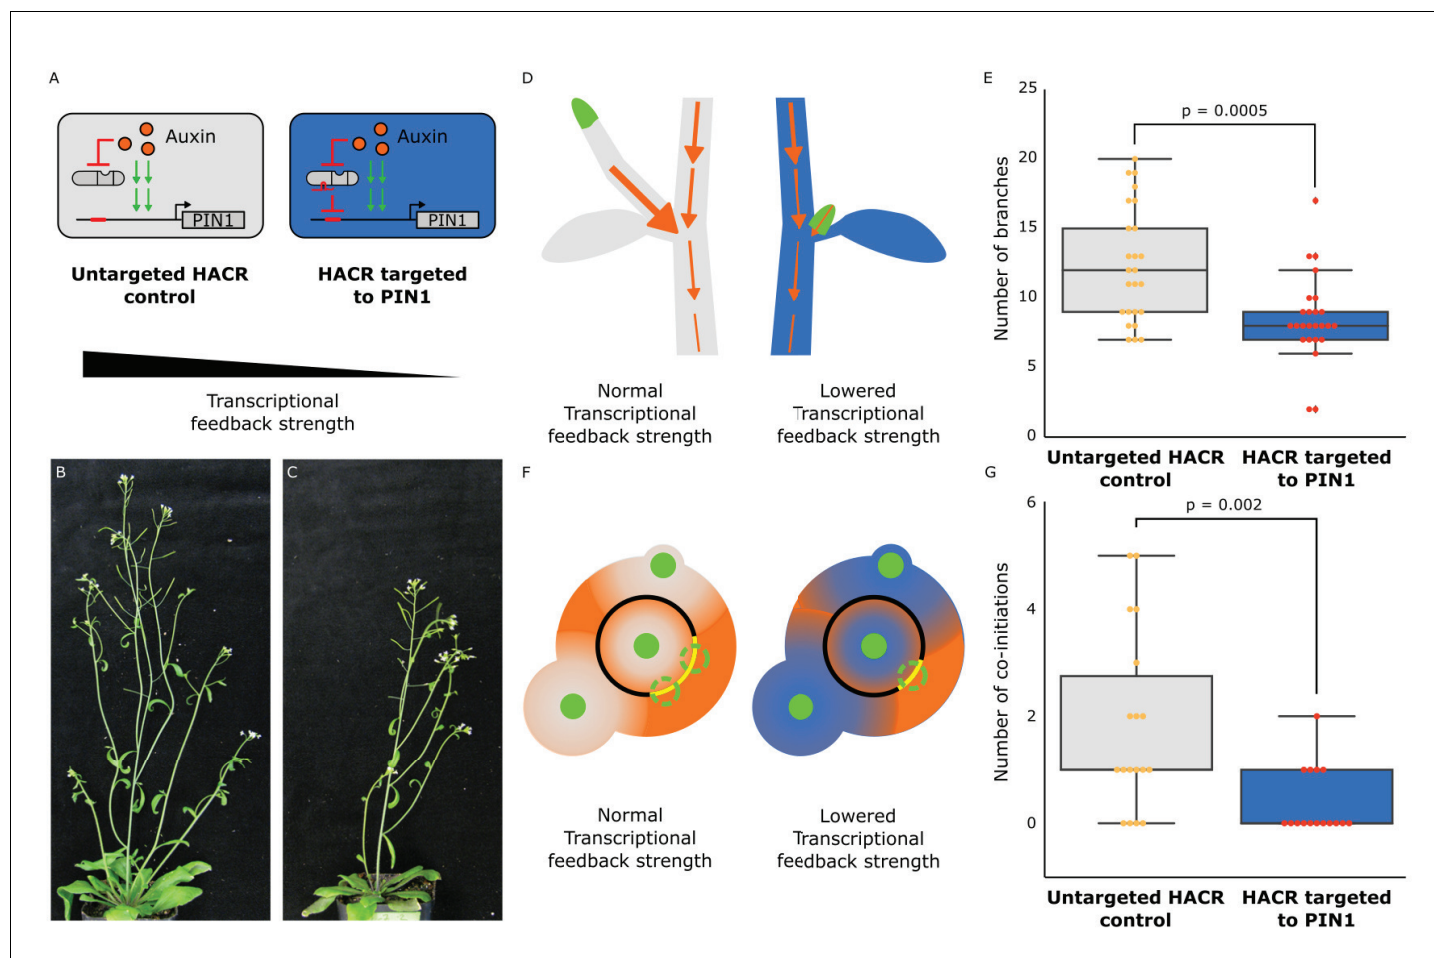 A
Auxin
PIN1
Untargeted HACR
control
Auxin
PIN1
HACR targeted
to PIN1
Transcriptional
feedback strength
B
C
D
Normal
Transcriptional
feedback strength
Lowered
Transcriptional
feedback strength
E
Number of branches
25
20
15
10
5
0
p = 0.0005
Untargeted HACR
control
HACR targeted
to PIN1
F
Normal
Transcriptional
feedback strength
Lowered
Transcriptional
feedback strength
G
Number of co-initiations
6
4
2
0
p = 0.002
Untargeted HACR
control
HACR targeted
to PIN1